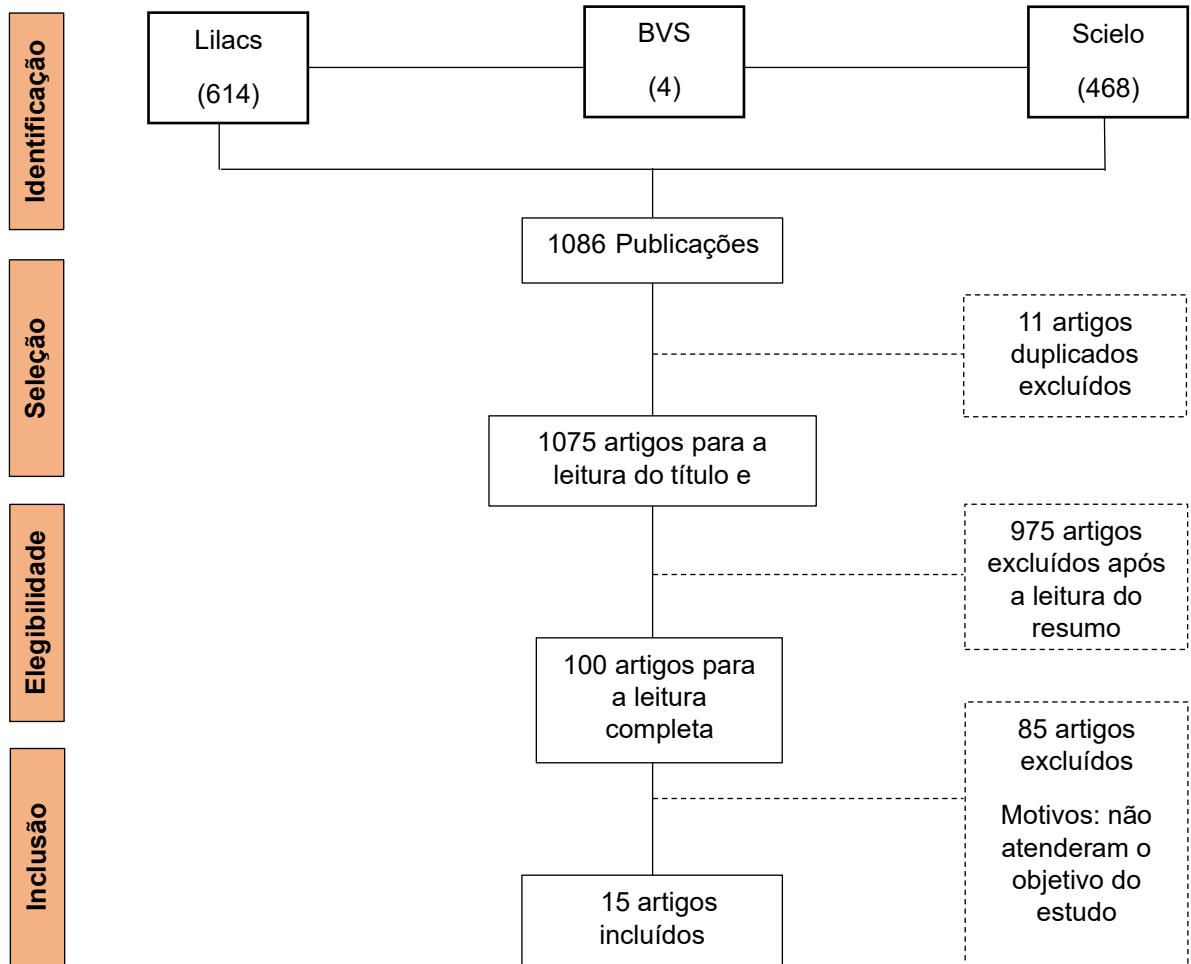 Identificação
Lilacs
(614)
BVS
(4)
Scielo
(468)
1086 Publicações
Seleção
11 artigos
duplicados
excluídos
1075 artigos para a
leitura do título e
Elegibilidade
975 artigos
excluídos após
a leitura do
resumo
100 artigos para
a leitura
completa
Inclusão
85 artigos
excluídos
Motivos: não
atenderam o
objetivo do
estudo
15 artigos
incluídos